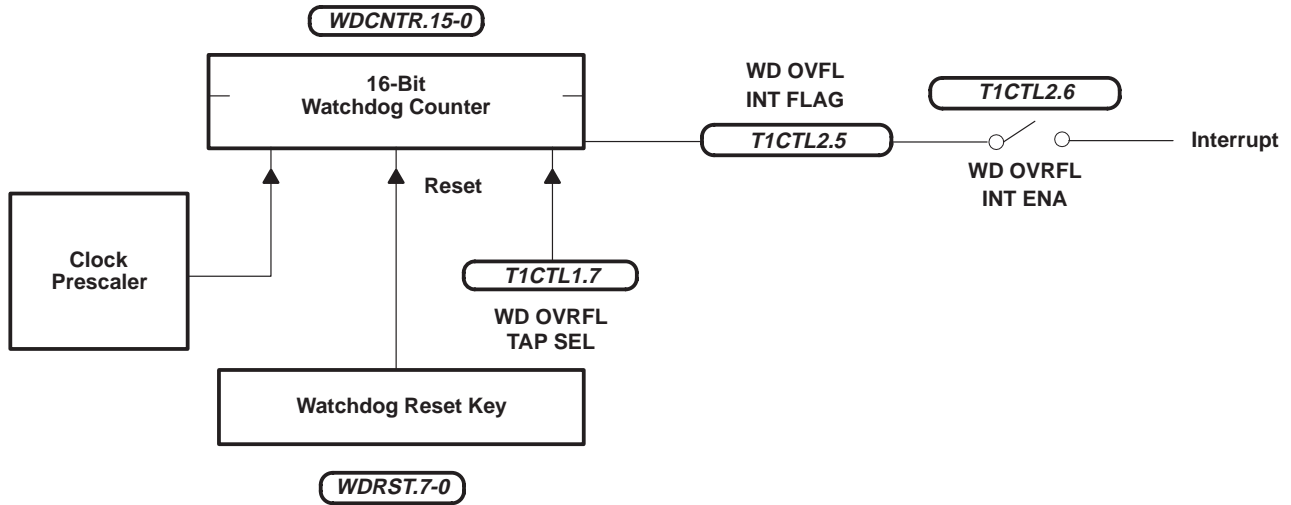 WDCNTR.15-0
16-Bit
Watchdog Counter
WD OVFL
INT FLAG
T1CTL2.5
T1CTL2.6
WD OVRFL
INT ENA
Interrupt
Reset
Clock
Prescaler
T1CTL1.7
WD OVRFL
TAP SEL
Watchdog Reset Key
WDRST.7-0